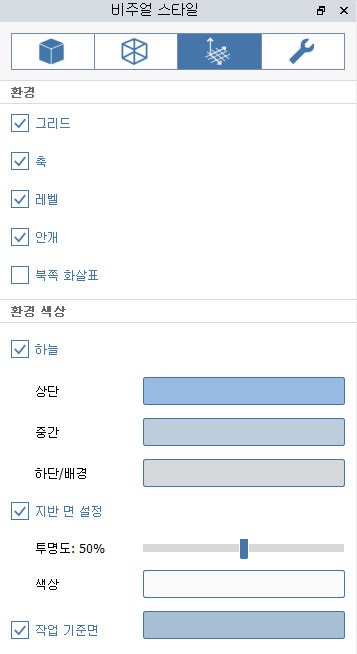 비주얼 스타일
환경
그리드
축
레벨
안개
북쪽 화살표
환경 색상
하늘
상단
중간
하단/배경
지반 면 설정
투명도: 50%
색상
작업 기준면